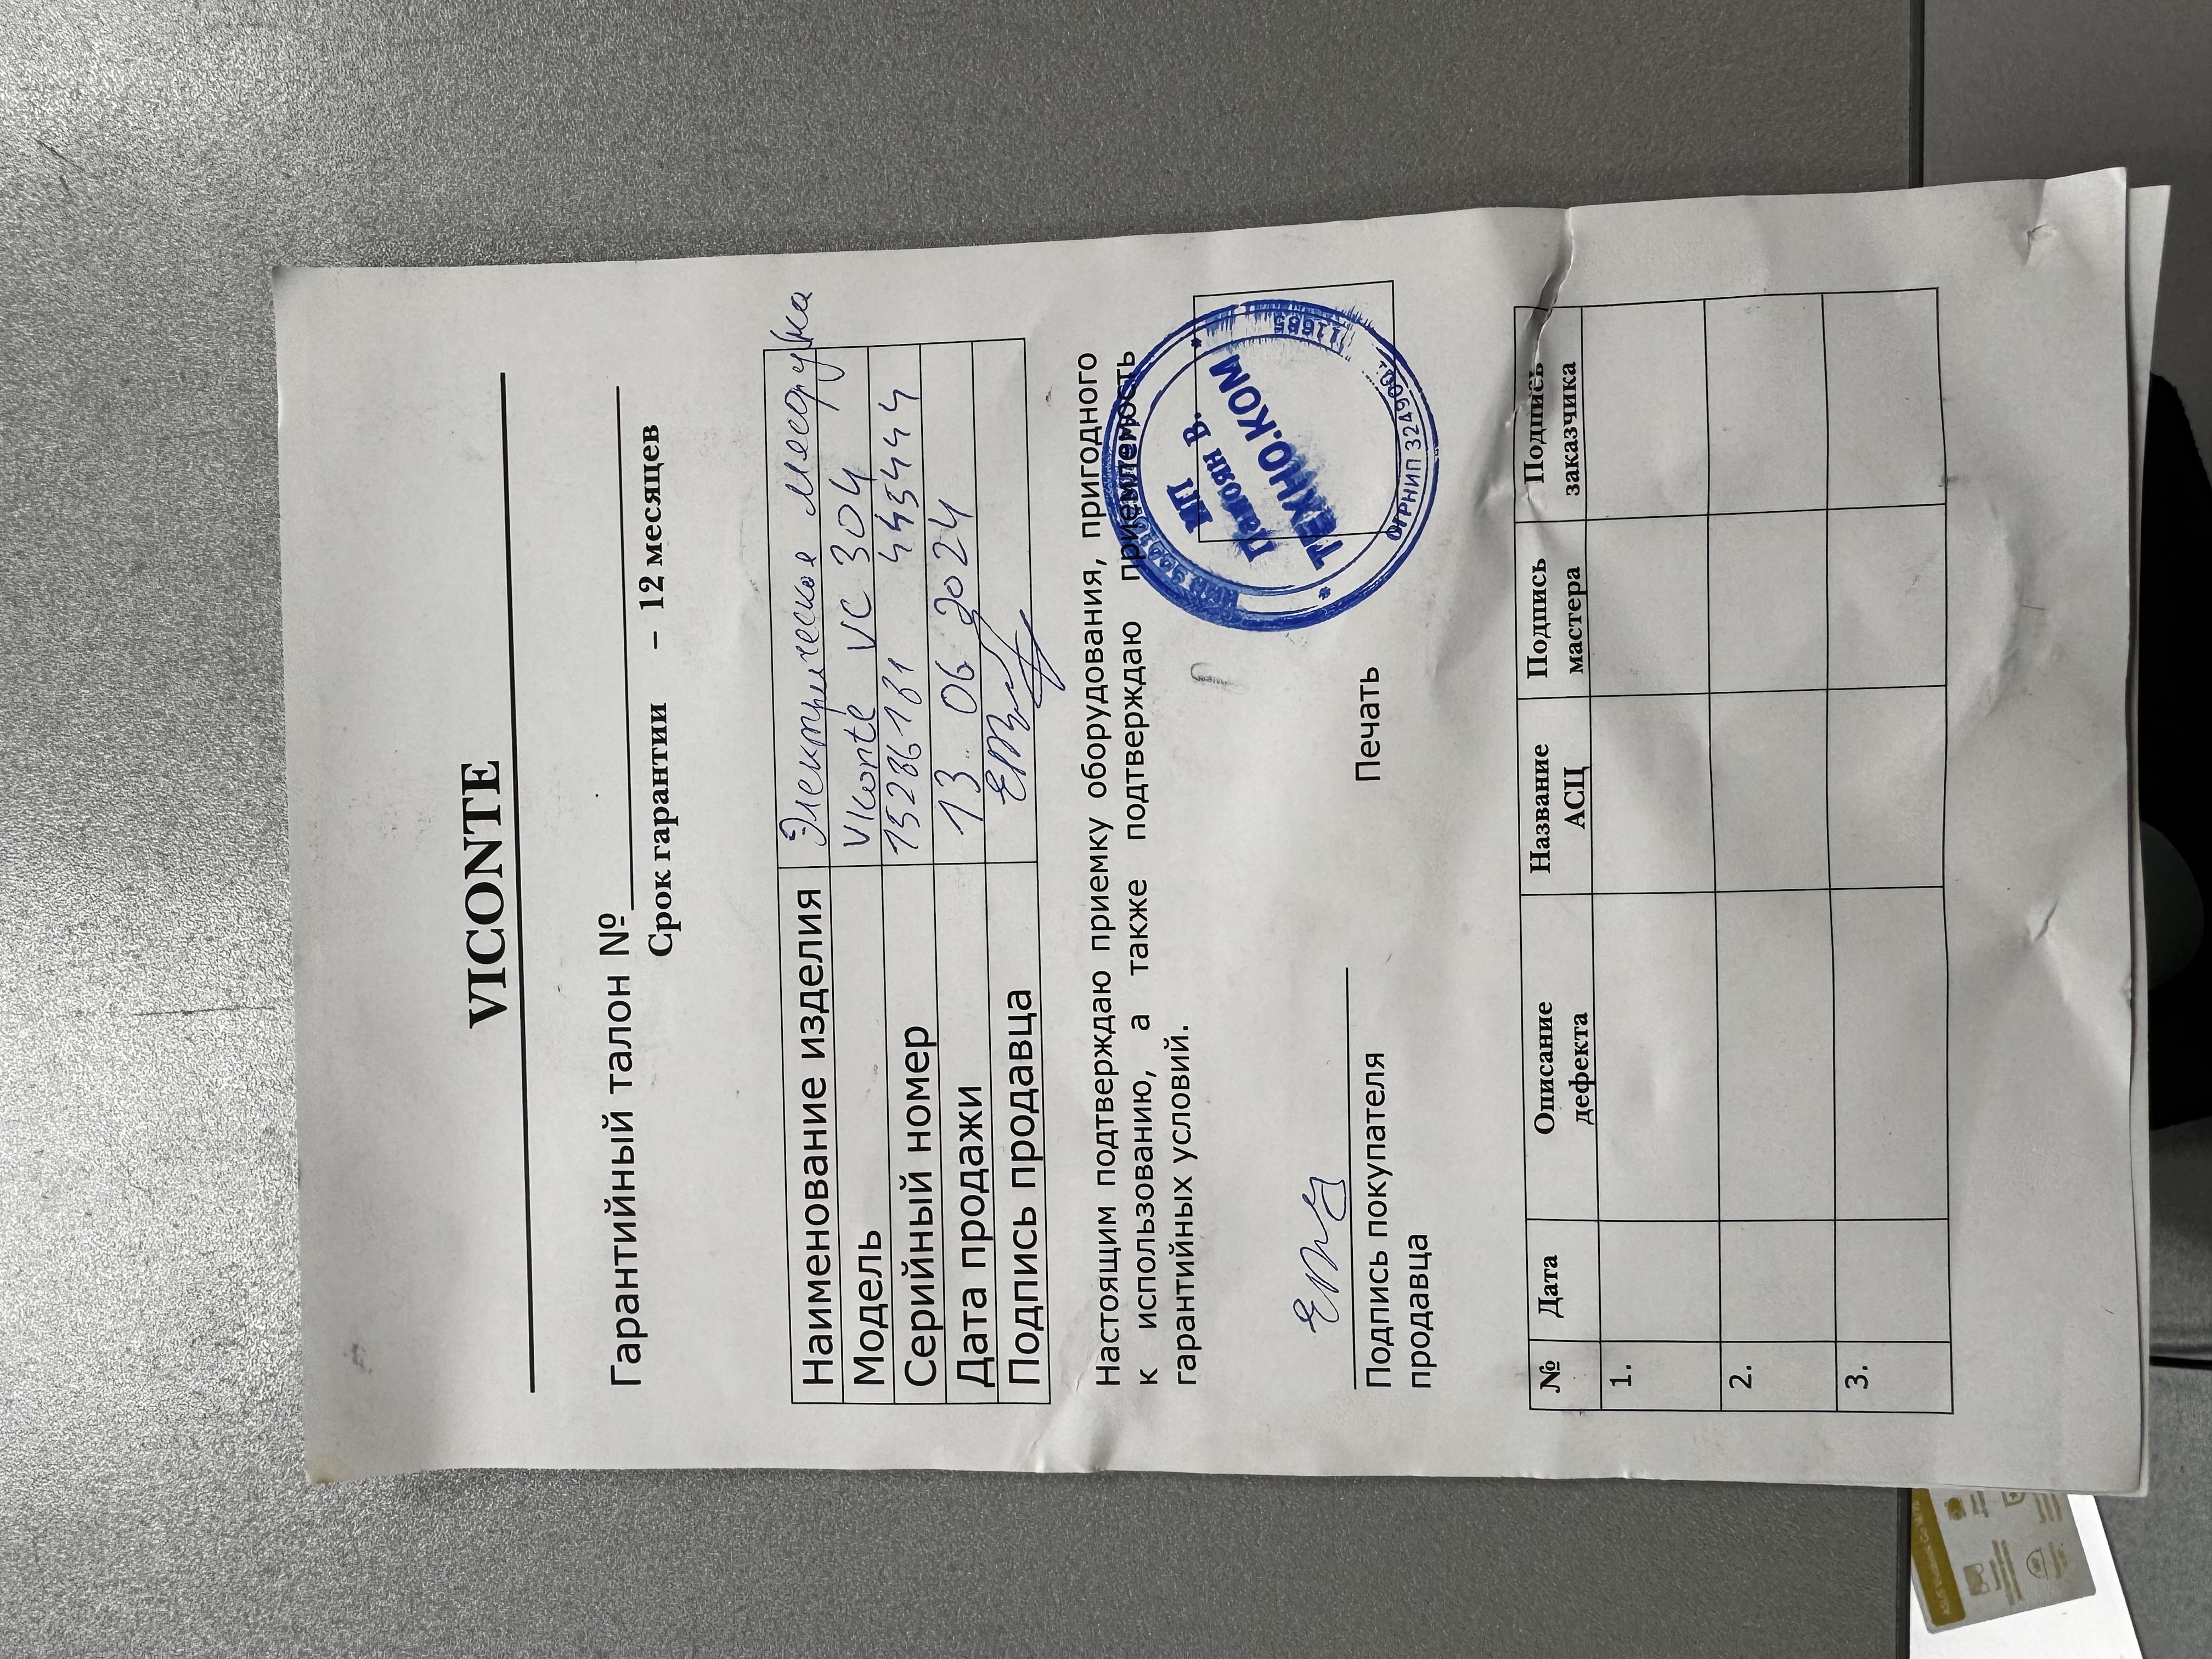 VICONTE
Гарантийный талон №
Срок гарантии – 12 месяцев
Наименование изделия Электрическая мясорубка
Модель Viconte VC 304
Серийный номер
Дата продажи 13 06 2024
Подпись продавца
Настоящим подтверждаю приемку оборудования, пригодного
к использованию, а также подтверждаю приемлемость
гарантийных условий.
ИП
В.
ТЕХНО.КОМ
ОГРНИП
Подпись покупателя Печать
продавца
№ Дата Описание дефекта Название АСЦ Подпись мастера Подпись заказчика
1.
2.
3.